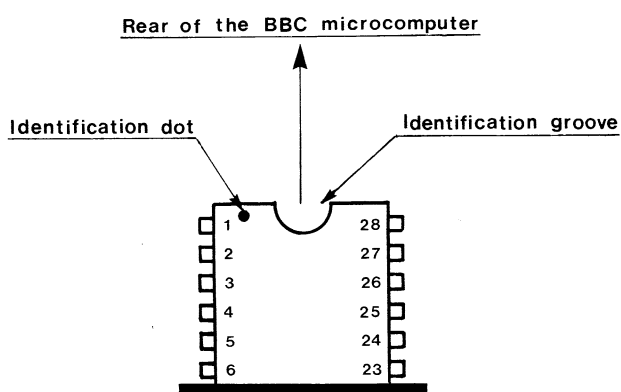 Rear of the BBC microcomputer
Identification dot
Identification groove
1 28
2 27
3 26
4 25
5 24
6 23